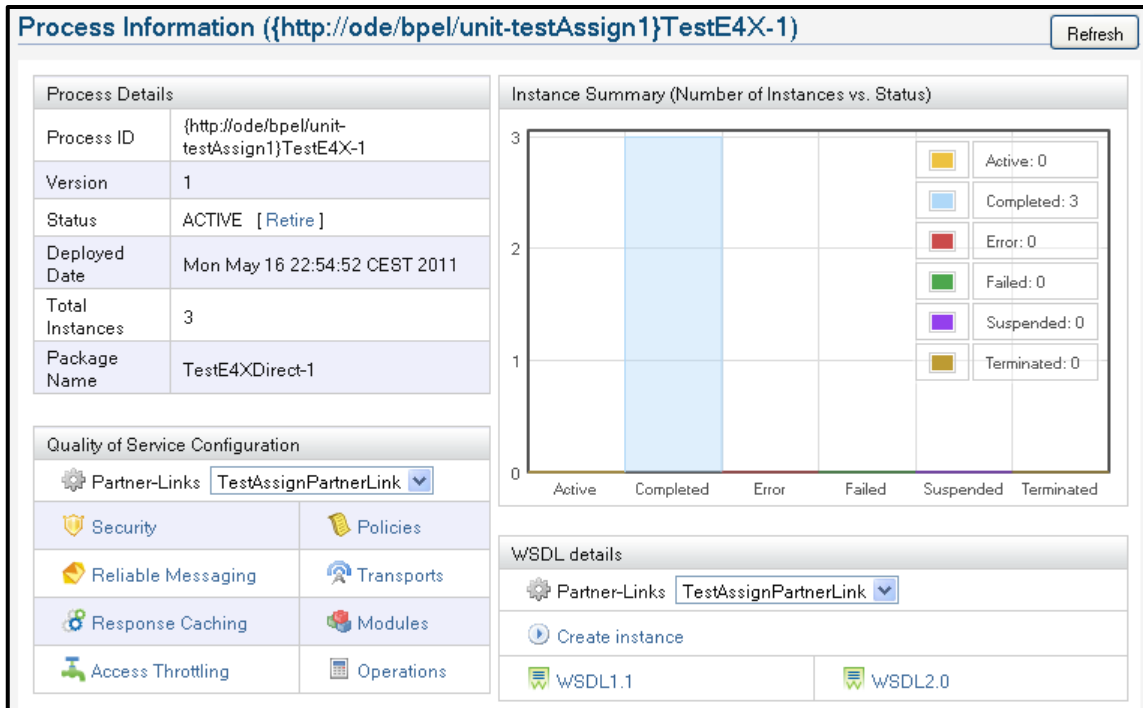 Process Information ({http://ode/bpel/unit-testAssign1}TestE4X-1)
Refresh
Process Details
Process ID
{http://ode/bpel/unit-
testAssign1}TestE4X-1
Version
1
Status
ACTIVE [ Retire ]
Deployed
Date
Mon May 16 22:54:52 CEST 2011
Total
Instances
3
Package
Name
TestE4XDirect-1
Quality of Service Configuration
Partner-Links TestAssignPartnerLink
Security
Policies
Reliable Messaging
Transports
Response Caching
Modules
Access Throttling
Operations
Instance Summary (Number of Instances vs. Status)
3
2
1
0
Active: 0
Completed: 3
Error: 0
Failed: 0
Suspended: 0
Terminated: 0
Active Completed Error Failed Suspended Terminated
WSDL details
Partner-Links TestAssignPartnerLink
Create instance
WSDL1.1
WSDL2.0